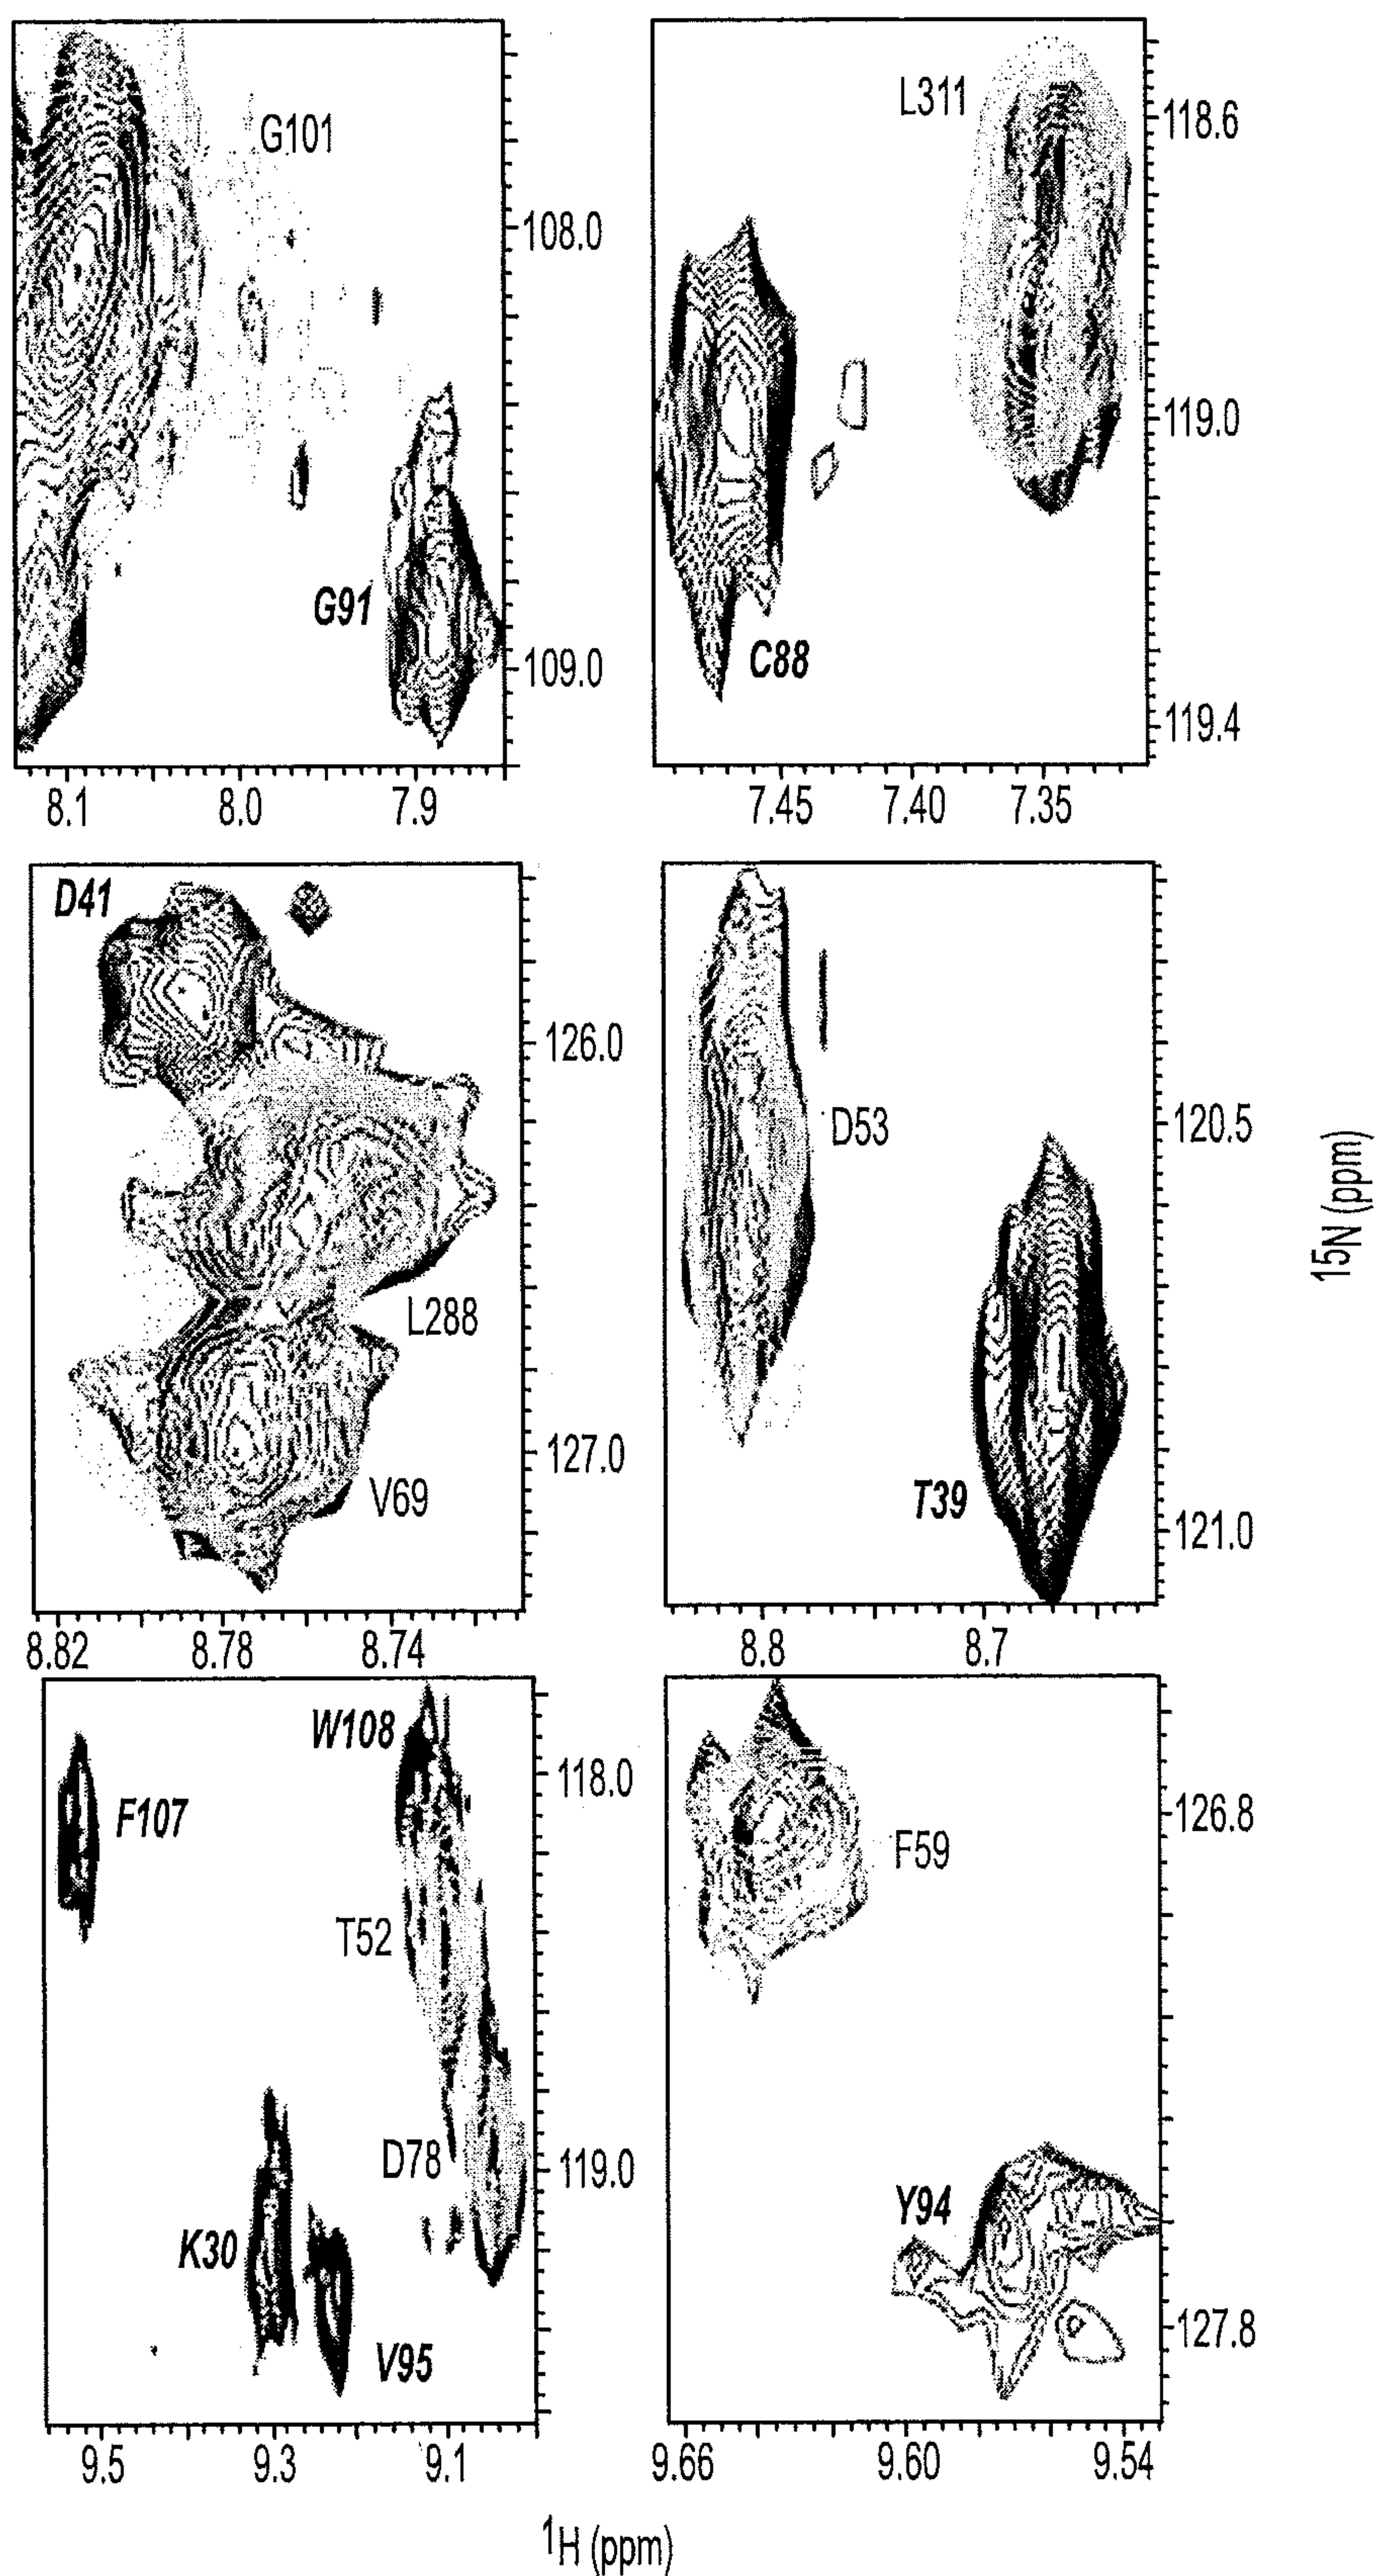 G101
108.0
G91
109.0
8.1 8.0 7.9
L311
118.6
119.0
C88
119.4
7.45 7.40 7.35
D41
126.0
L288
127.0
V69
8.82 8.78 8.74
D53
120.5
T39
121.0
8.8 8.7
W108
118.0
F107
T52
D78
119.0
K30
V95
9.5 9.3 9.1
126.8
F59
Y94
127.8
9.66 9.60 9.54
15N (ppm)
1H (ppm)